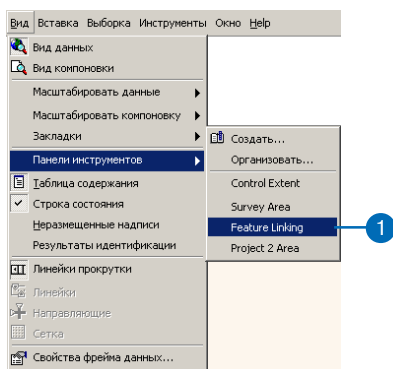 Вид Вставка Выборка Инструменты Окно Help
Вид данных
Вид компоновки
Масштабировать данные
Масштабировать компоновку
Закладки
Панели инструментов
Таблица содержания
Строка состояния
Неразмещенные надписи
Результаты идентификации
Линейки прокрутки
Линейки
Направляющие
Сетка
Свойства фрейма данных...
Создать...
Организовать...
Control Extent
Survey Area
Feature Linking
1
Project 2 Area